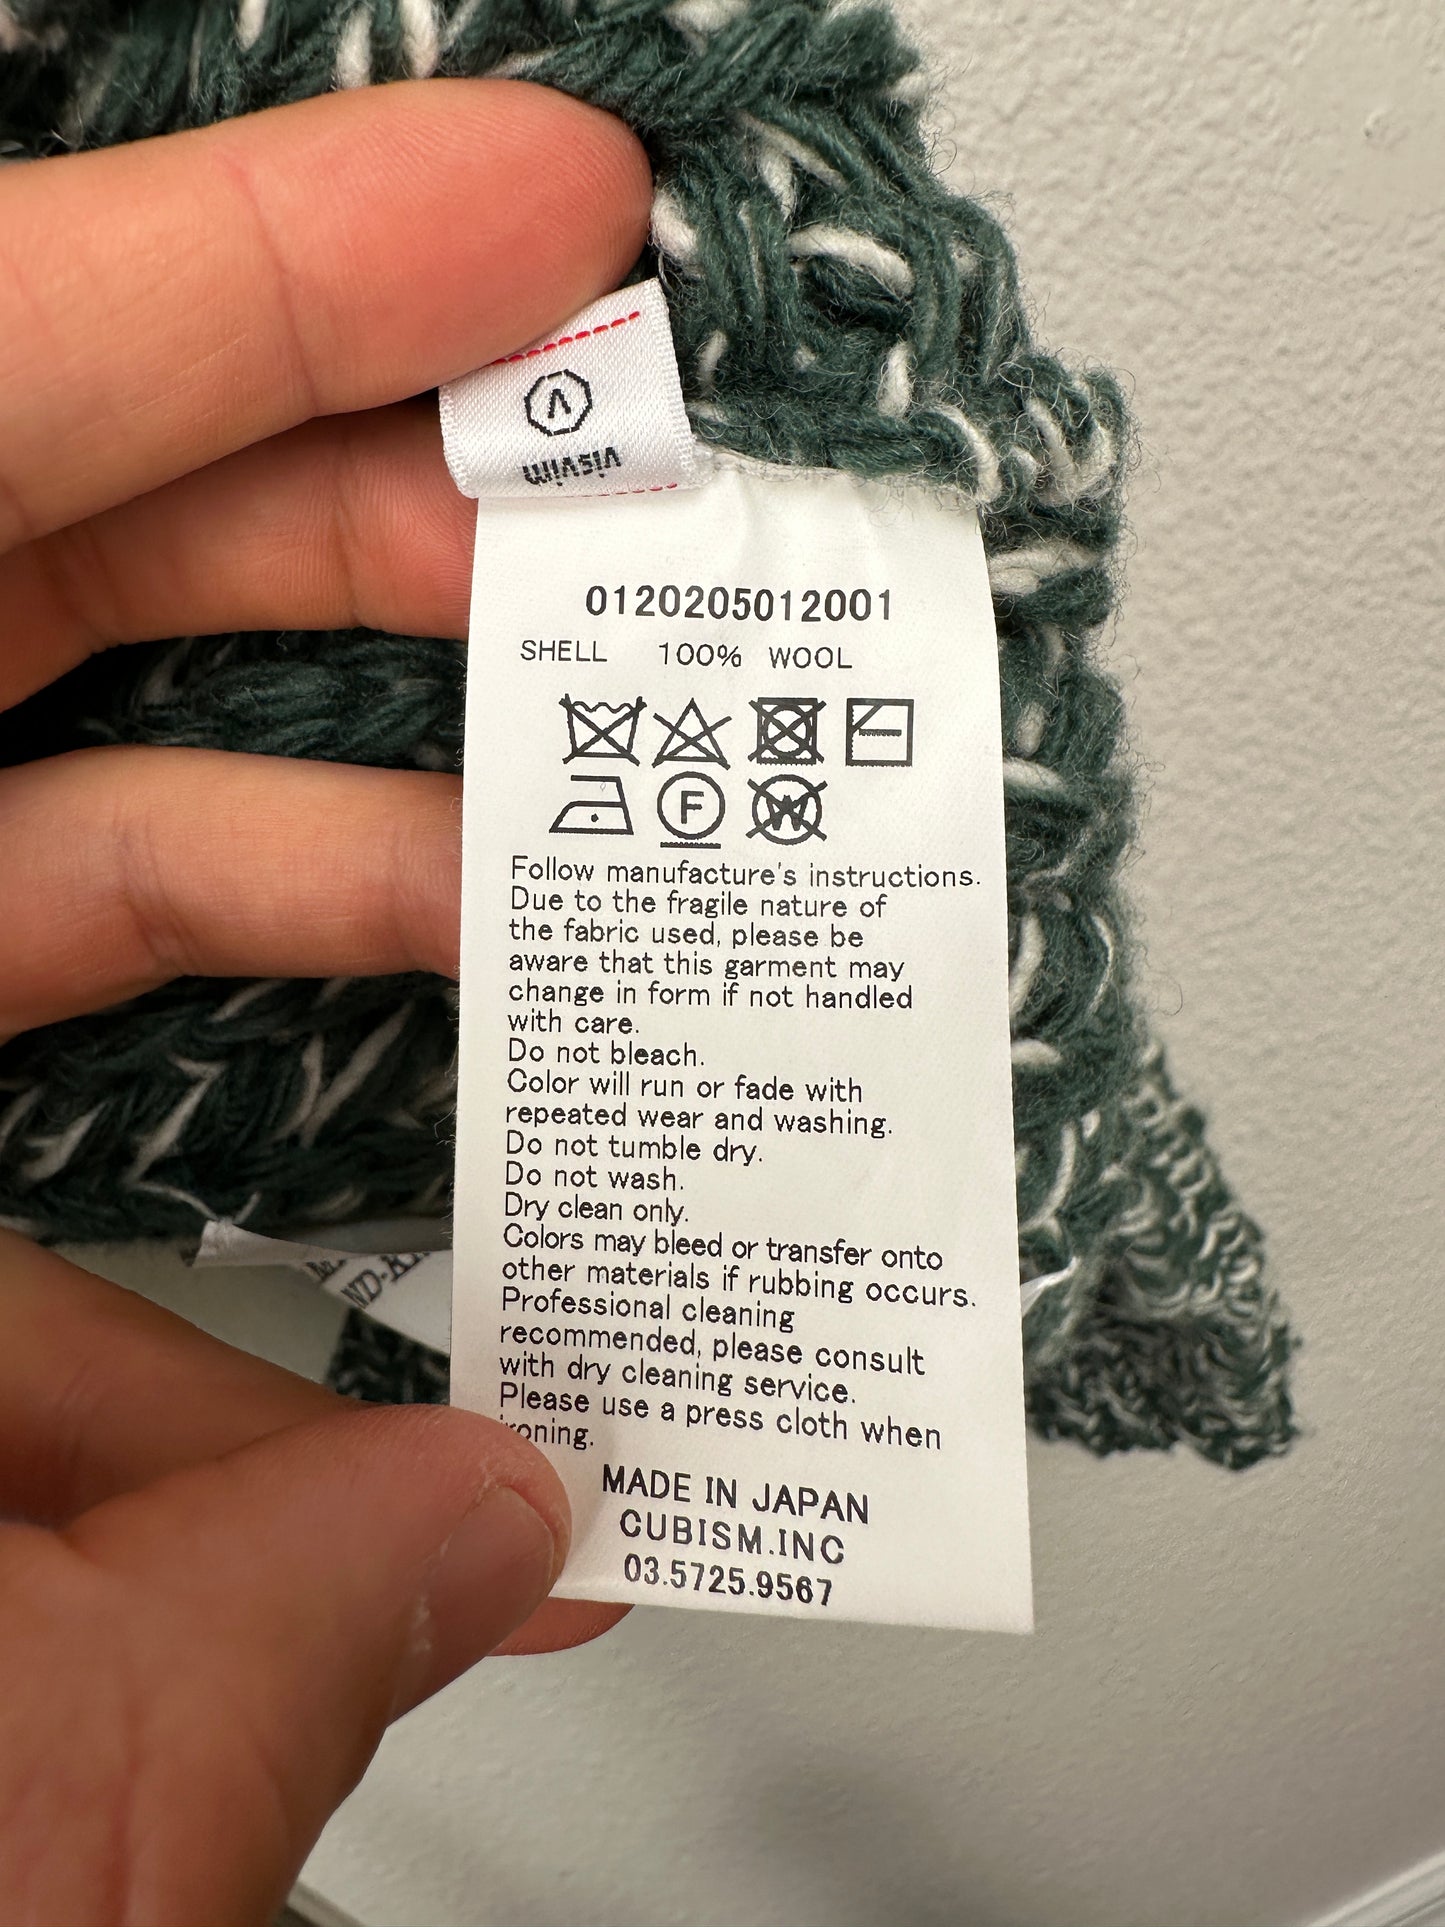 visvim
0120205012001
SHELL 100% WOOL
F
W
Follow manufacture's instructions.
Due to the fragile nature of
the fabric used, please be
aware that this garment may
change in form if not handled
with care.
Do not bleach.
Color will run or fade with
repeated wear and washing.
Do not tumble dry.
Do not wash.
Dry clean only.
Colors may bleed or transfer onto
other materials if rubbing occurs.
Professional cleaning
recommended, please consult
with dry cleaning service.
Please use a press cloth when
ironing.
MADE IN JAPAN
CUBISM.INC
03.5725.9567